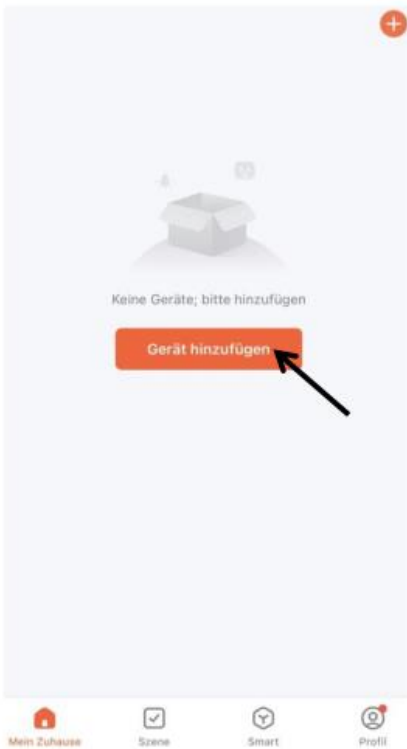 Keine Geräte; bitte hinzufügen
Gerät hinzufügen
Mein Zuhause
Szene
Smart
Profil